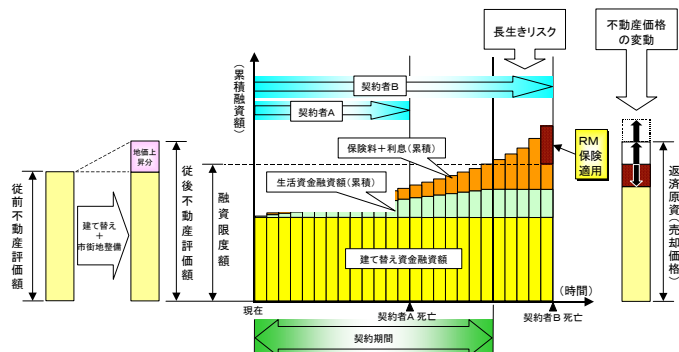 長生きリスク
不動産価格
の変動
（累積融資額）
契約者B
契約者A
保険料＋利息（累積）
生活資金融資額（累積）
RM
保険
適用
地価上
昇分
従前不動産評価額
建て替え
＋
市街地整備
従後不動産評価額
融資限度額
建て替え資金融資額
返済原資（売却価格）
（時間）
現在
契約者A 死亡
契約者B 死亡
契約期間